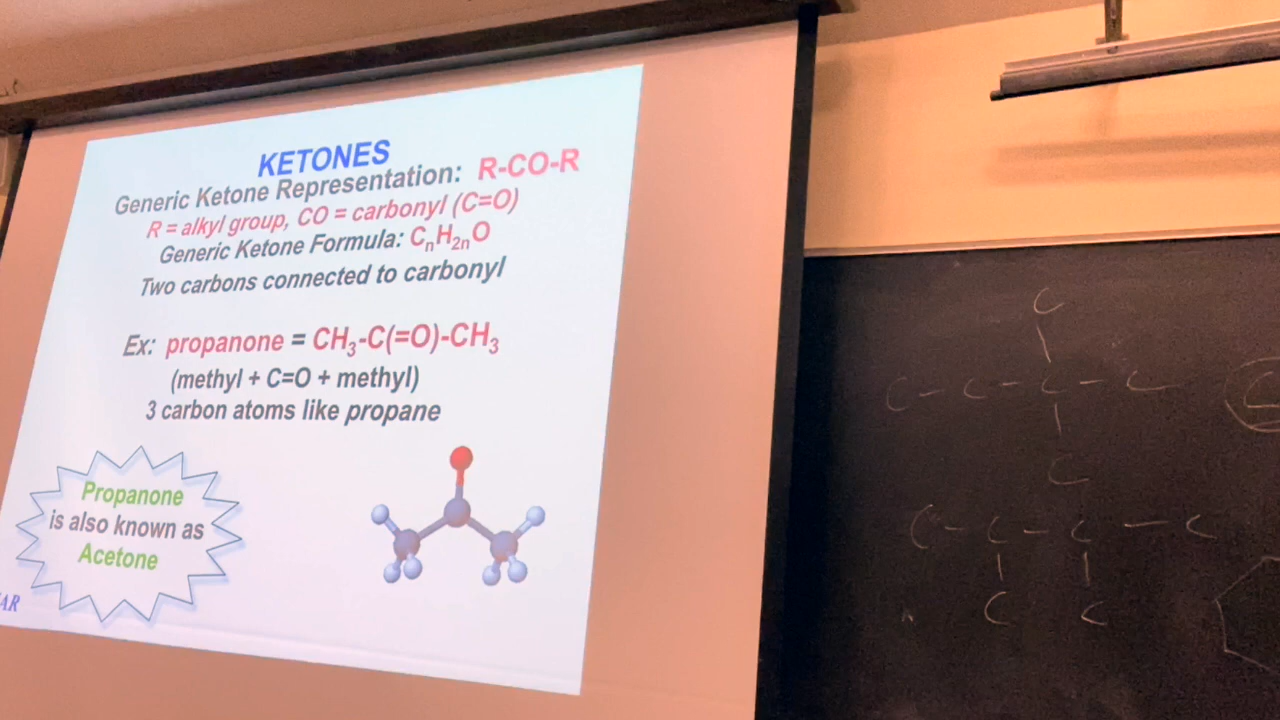 KETONES
Generic Ketone Representation: R-CO-R
R = alkyl group, CO = carbonyl (C=O)
Generic Ketone Formula: CₙH₂ₙO
Two carbons connected to carbonyl
Ex: propanone = CH₃-C(=O)-CH₃
(methyl + C=O + methyl)
3 carbon atoms like propane
Propanone
is also known as
Acetone
AR
C
C - C - C - C
C
C - C - C - C
C C